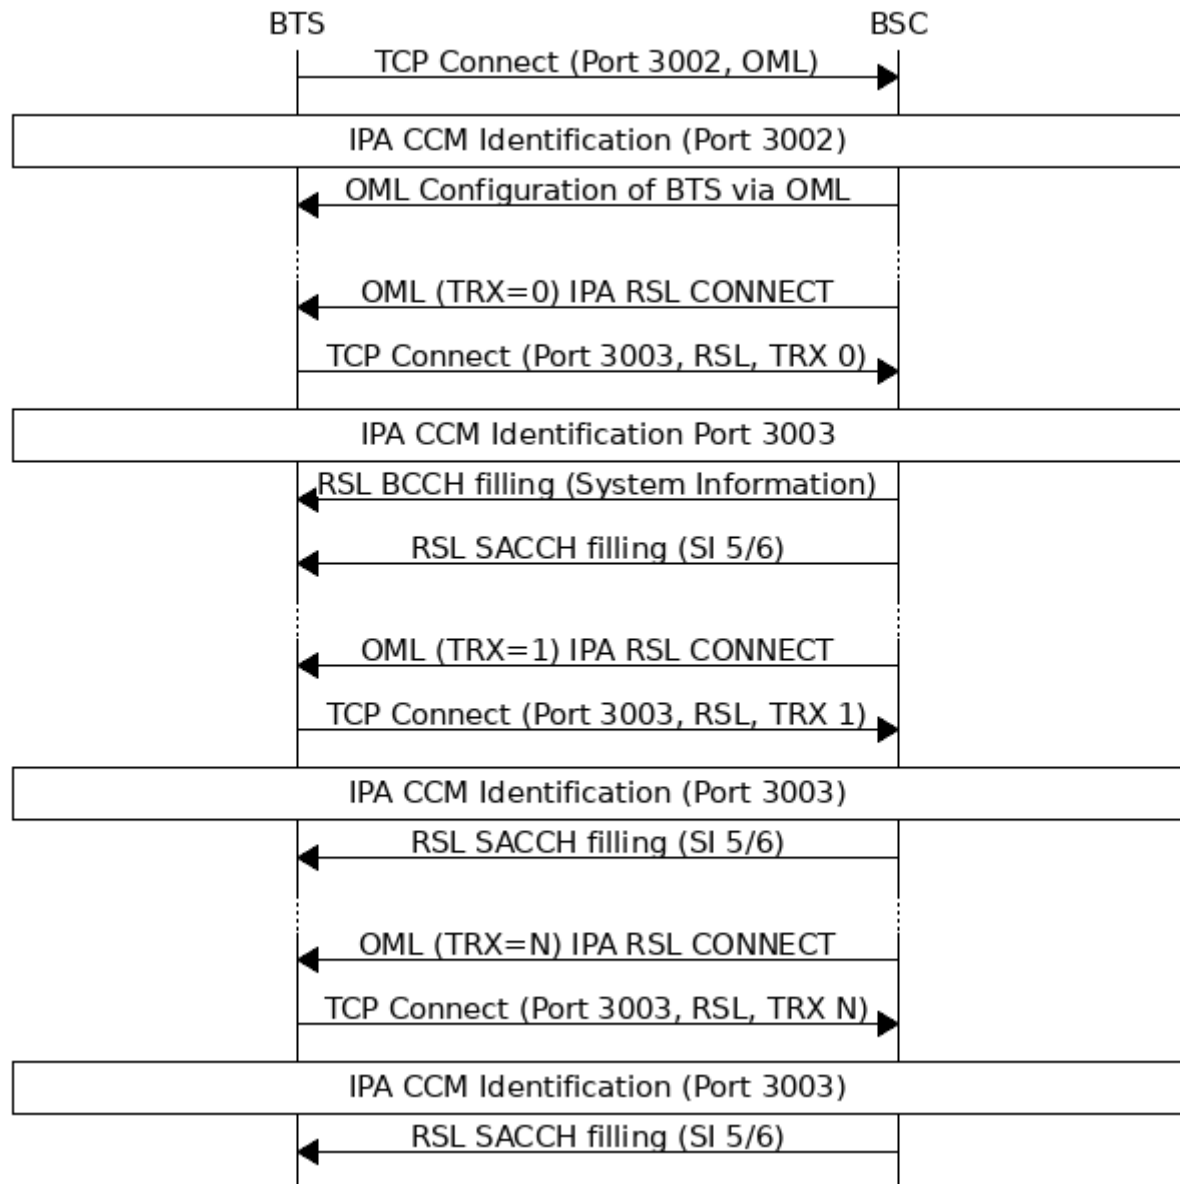 BTS BSC
TCP Connect (Port 3002, OML)
IPA CCM Identification (Port 3002)
OML Configuration of BTS via OML
OML (TRX=0) IPA RSL CONNECT
TCP Connect (Port 3003, RSL, TRX 0)
IPA CCM Identification Port 3003
RSL BCCH filling (System Information)
RSL SACCH filling (SI 5/6)
OML (TRX=1) IPA RSL CONNECT
TCP Connect (Port 3003, RSL, TRX 1)
IPA CCM Identification (Port 3003)
RSL SACCH filling (SI 5/6)
OML (TRX=N) IPA RSL CONNECT
TCP Connect (Port 3003, RSL, TRX N)
IPA CCM Identification (Port 3003)
RSL SACCH filling (SI 5/6)